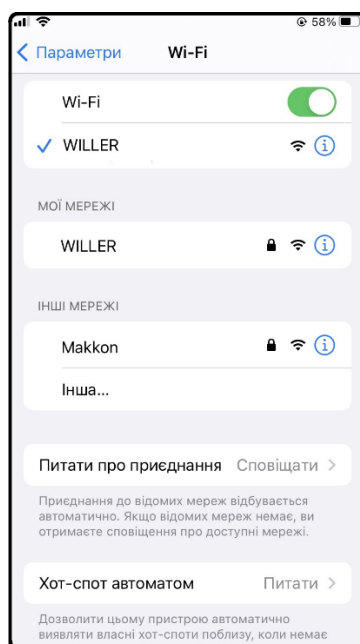 58%
Параметри Wi-Fi
Wi-Fi
WILLER
МОЇ МЕРЕЖІ
WILLER
ІНШІ МЕРЕЖІ
Makkon
Інша...
Питати про приєднання Сповіщати
Приєднання до відомих мереж відбувається
автоматично. Якщо відомих мереж немає, ви
отримаєте сповіщення про доступні мережі.
Хот-спот автоматом Питати
Дозволити цьому пристрою автоматично
виявляти власні хот-споти поблизу, коли немає